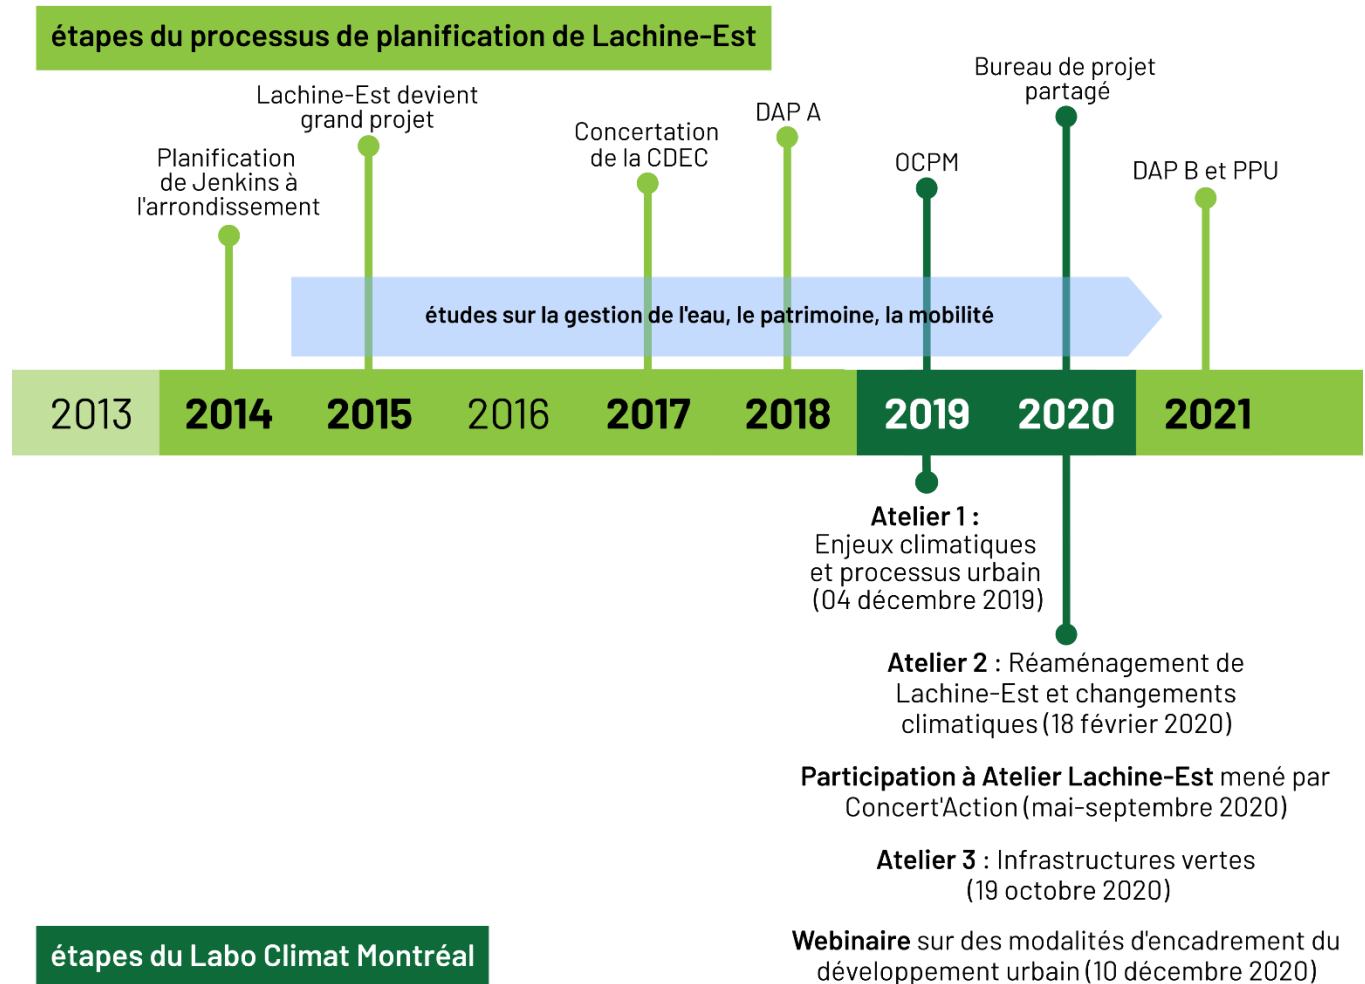 étapes du processus de planification de Lachine-Est
Planification
de Jenkins à
l'arrondissement
Lachine-Est devient
grand projet
Concertation
de la CDEC
DAP A
OCPM
Bureau de projet
partagé
DAP B et PPU
études sur la gestion de l'eau, le patrimoine, la mobilité
2013 2014 2015 2016 2017 2018 2019 2020 2021
Atelier 1 :
Enjeux climatiques
et processus urbain
(04 décembre 2019)
Atelier 2 : Réaménagement de
Lachine-Est et changements
climatiques (18 février 2020)
Participation à Atelier Lachine-Est mené par
Concert'Action (mai-septembre 2020)
Atelier 3 : Infrastructures vertes
(19 octobre 2020)
Webinaire sur des modalités d'encadrement du
développement urbain (10 décembre 2020)
étapes du Labo Climat Montréal